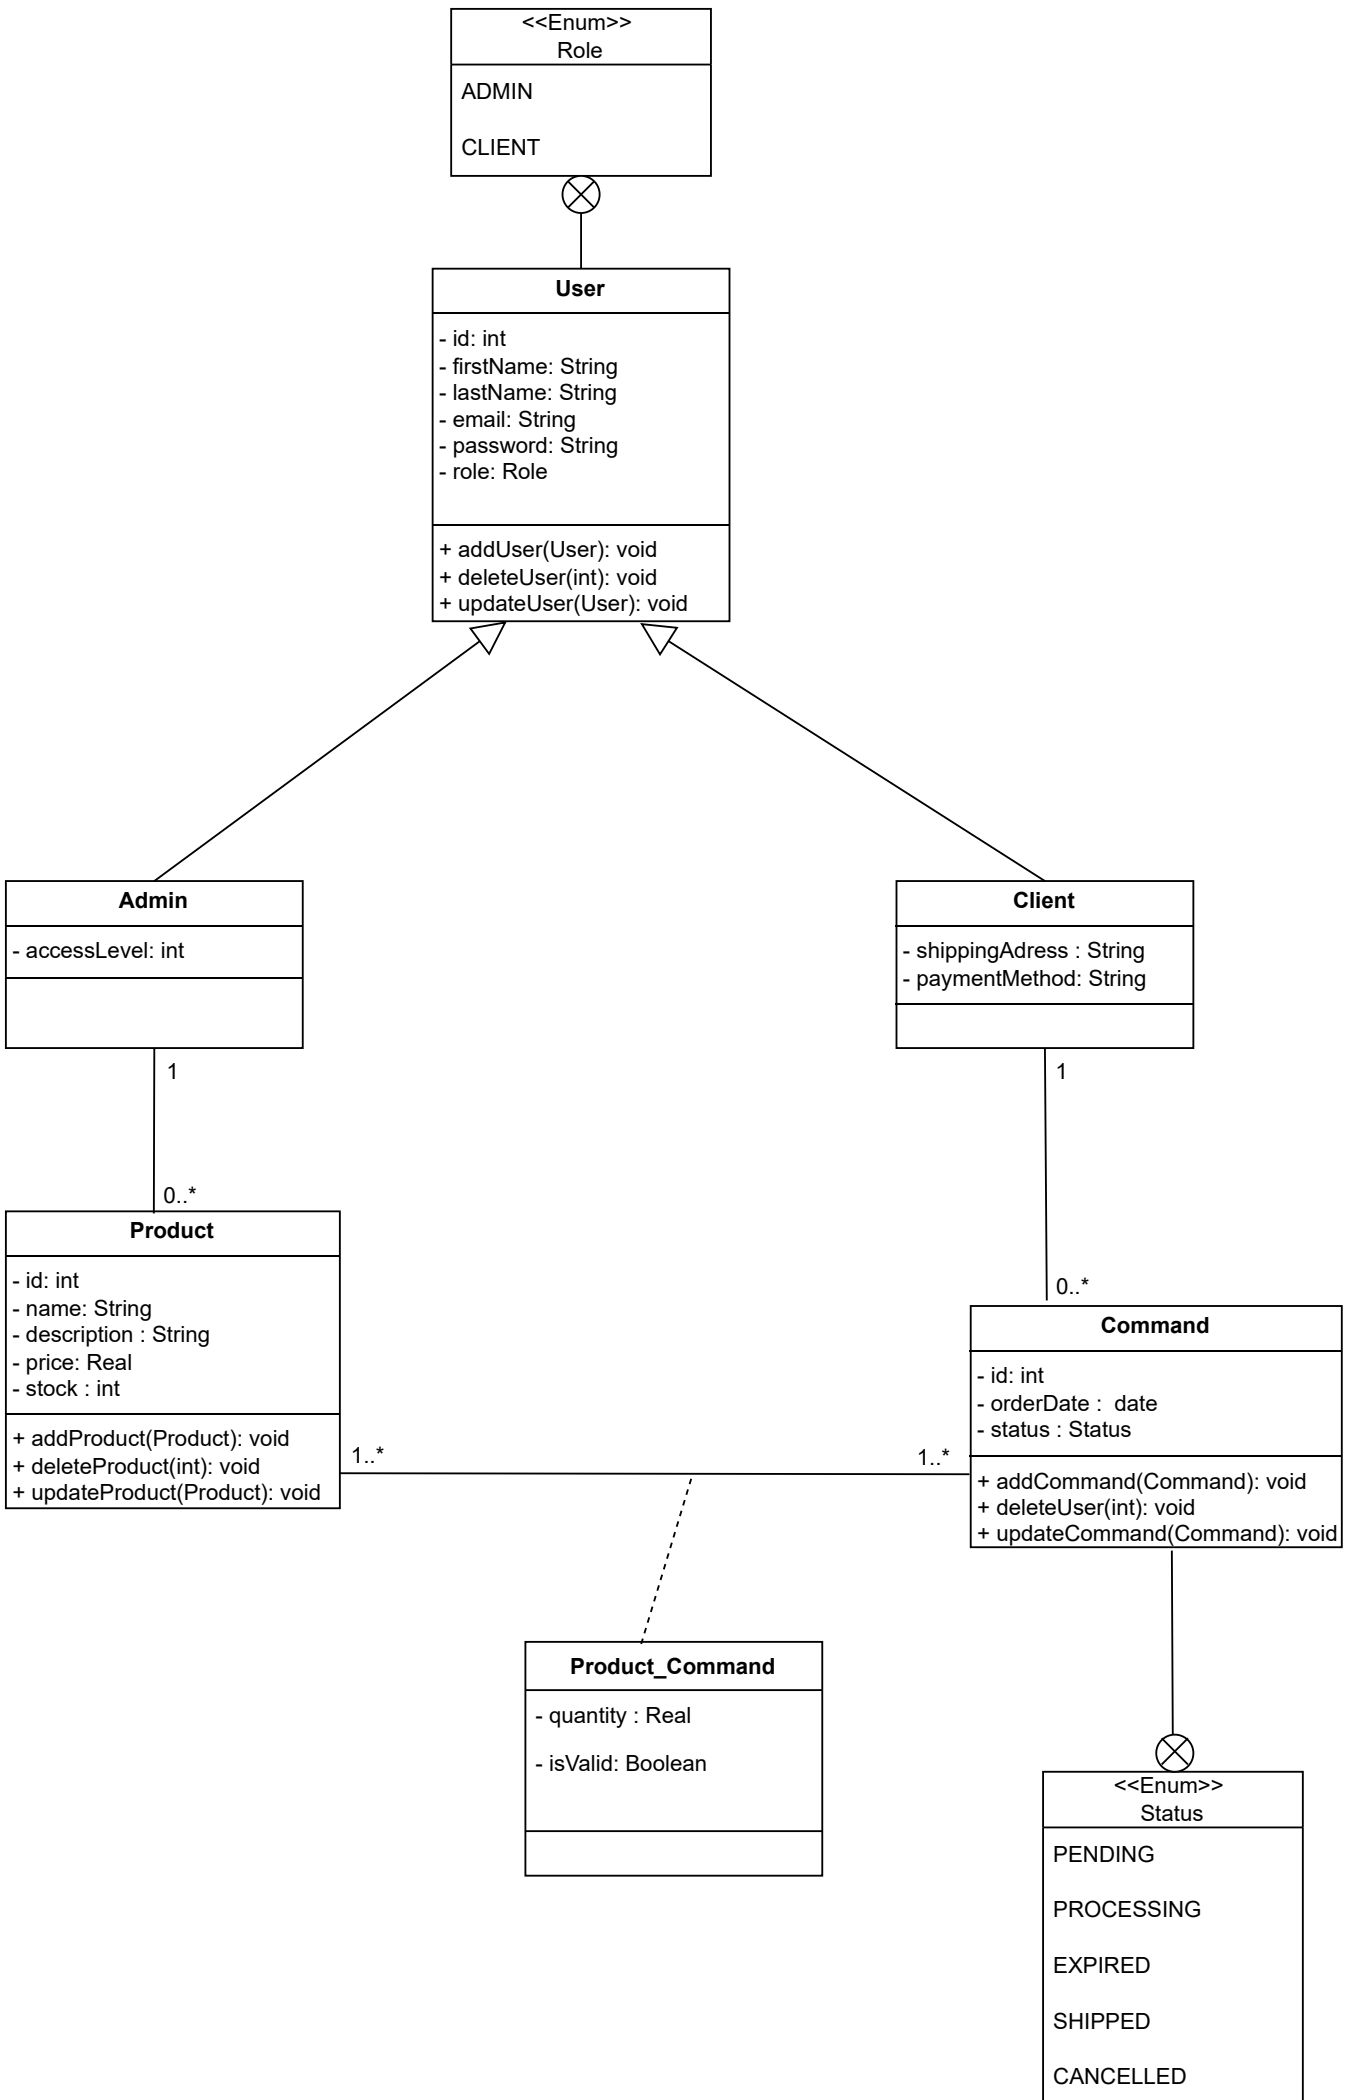 <<Enum>>
Role
ADMIN
CLIENT
User
- id: int
- firstName: String
- lastName: String
- email: String
- password: String
- role: Role
+ addUser(User): void
+ deleteUser(int): void
+ updateUser(User): void
Admin
- accessLevel: int
Client
- shippingAdress : String
- paymentMethod: String
1
0..*
1
0..*
Product
- id: int
- name: String
- description : String
- price: Real
- stock : int
+ addProduct(Product): void
+ deleteProduct(int): void
+ updateProduct(Product): void
1..*
1..*
Command
- id: int
- orderDate :  date
- status : Status
+ addCommand(Command): void
+ deleteUser(int): void
+ updateCommand(Command): void
Product_Command
- quantity : Real
- isValid: Boolean
<<Enum>>
Status
PENDING
PROCESSING
EXPIRED
SHIPPED
CANCELLED